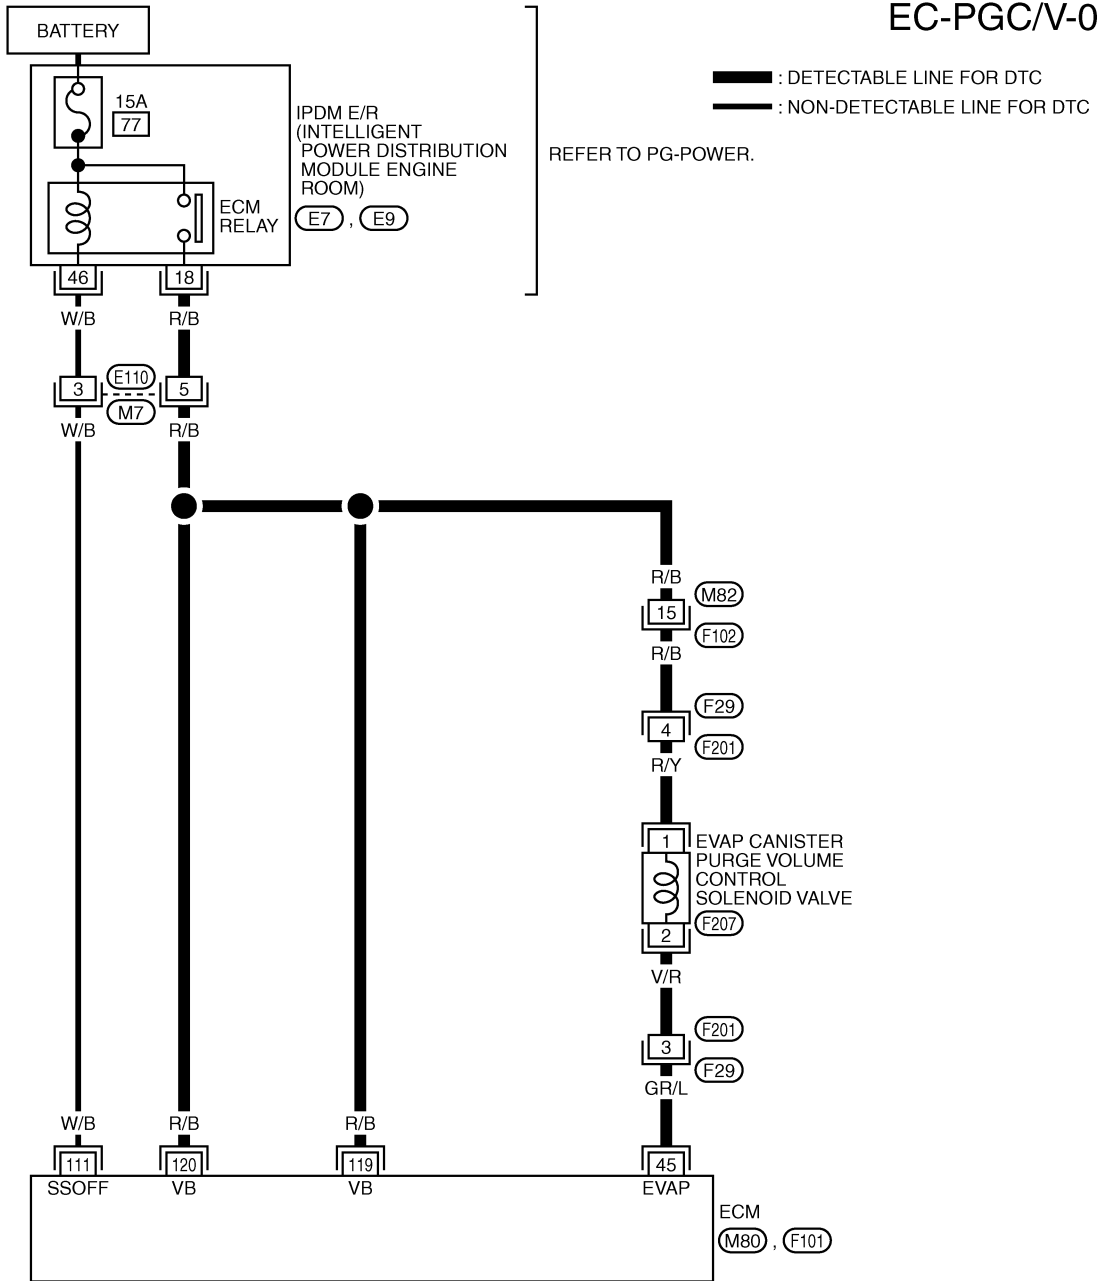 EC-PGC/V-0
BATTERY
: DETECTABLE LINE FOR DTC
: NON-DETECTABLE LINE FOR DTC
15A
77
IPDM E/R
(INTELLIGENT
POWER DISTRIBUTION
MODULE ENGINE
ROOM)
E7 , E9
REFER TO PG-POWER.
ECM
RELAY
46
18
W/B
R/B
3
E110
M7
5
W/B
R/B
R/B
15
M82
F102
R/B
4
F29
F201
R/Y
1
EVAP CANISTER
PURGE VOLUME
CONTROL
SOLENOID VALVE
F207
2
V/R
3
F201
F29
GR/L
W/B
R/B
R/B
111
120
119
45
SSOFF
VB
VB
EVAP
ECM
M80 , F101